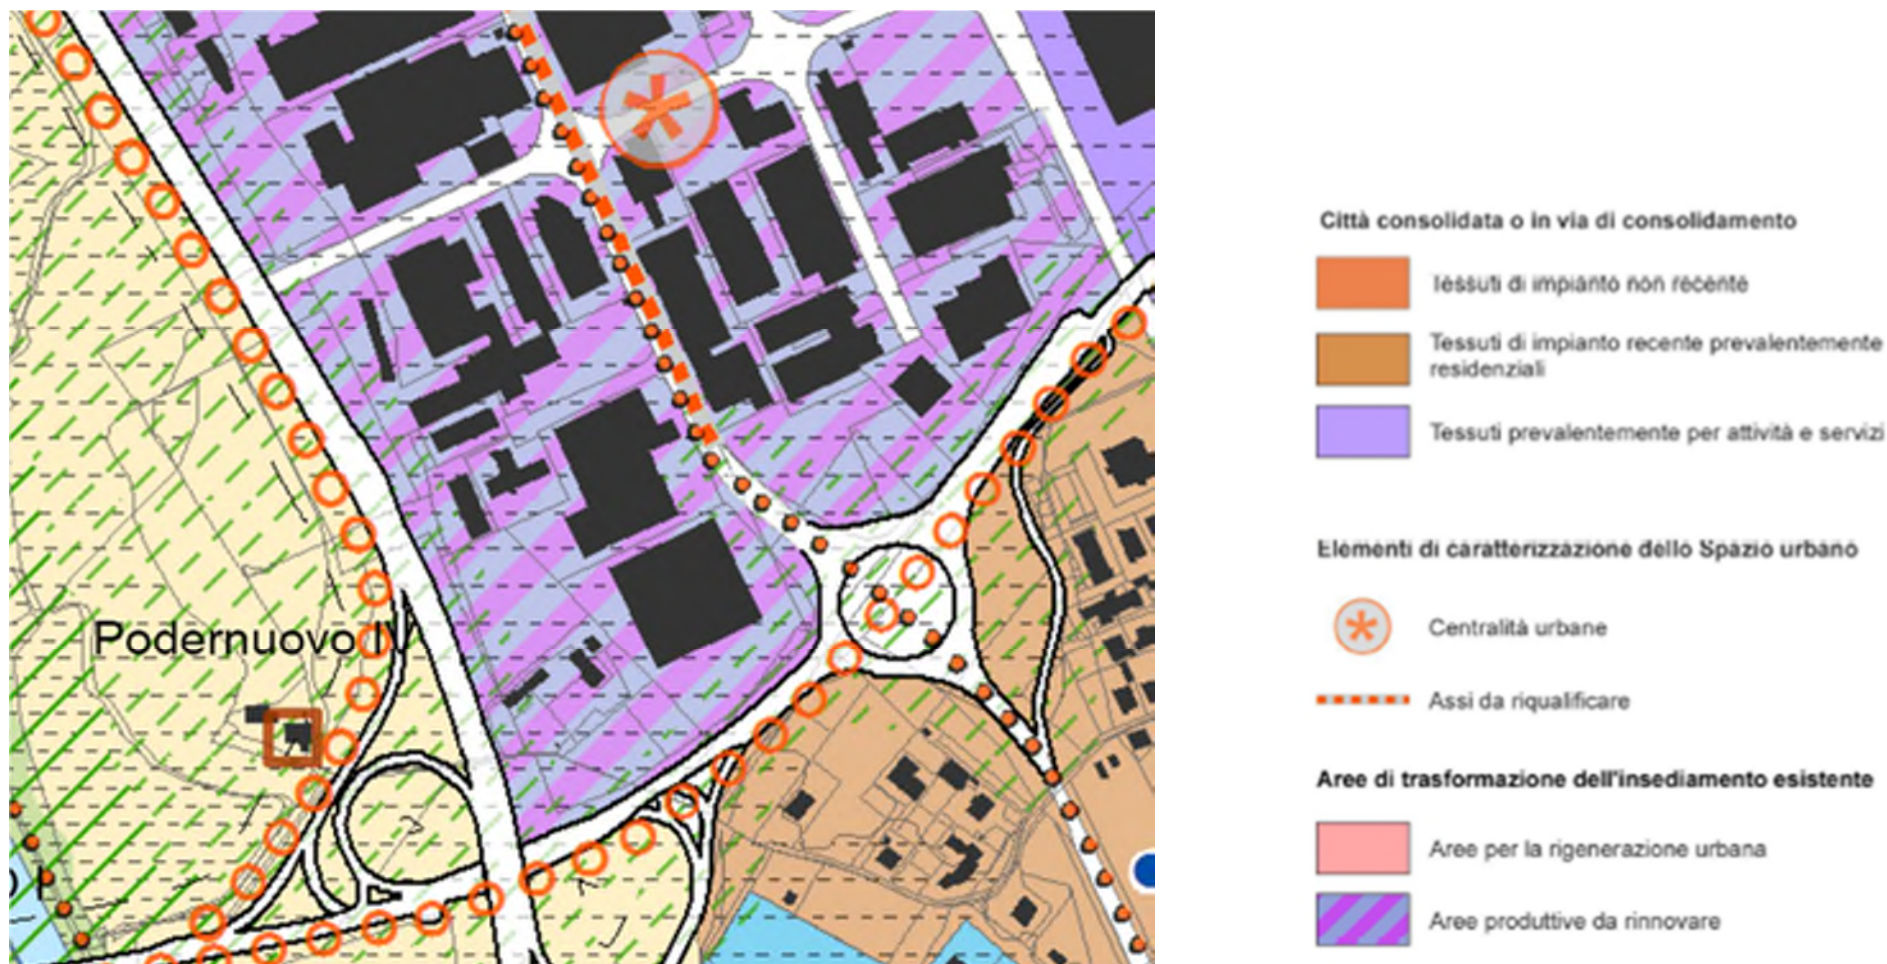 Podernuovo IV
Città consolidata o in via di consolidamento
Tessuti di impianto non recente
Tessuti di impianto recente prevalentemente
residenziali
Tessuti prevalentemente per attività e servizi
Elementi di caratterizzazione dello Spazio urbano
Centralità urbane
Assi da riqualificare
Aree di trasformazione dell'insediamento esistente
Aree per la rigenerazione urbana
Aree produttive da rinnovare